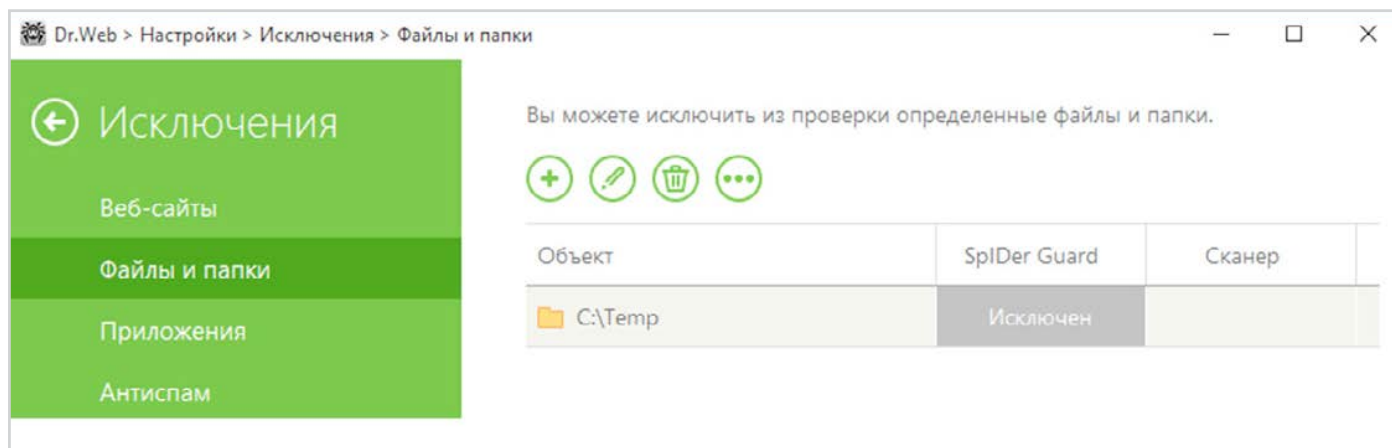 Dr.Web > Настройки > Исключения > Файлы и папки
Исключения
Веб-сайты
Файлы и папки
Приложения
Антиспам
Вы можете исключить из проверки определенные файлы и папки.
Объект SpIDer Guard Сканер
C:\Temp Исключен